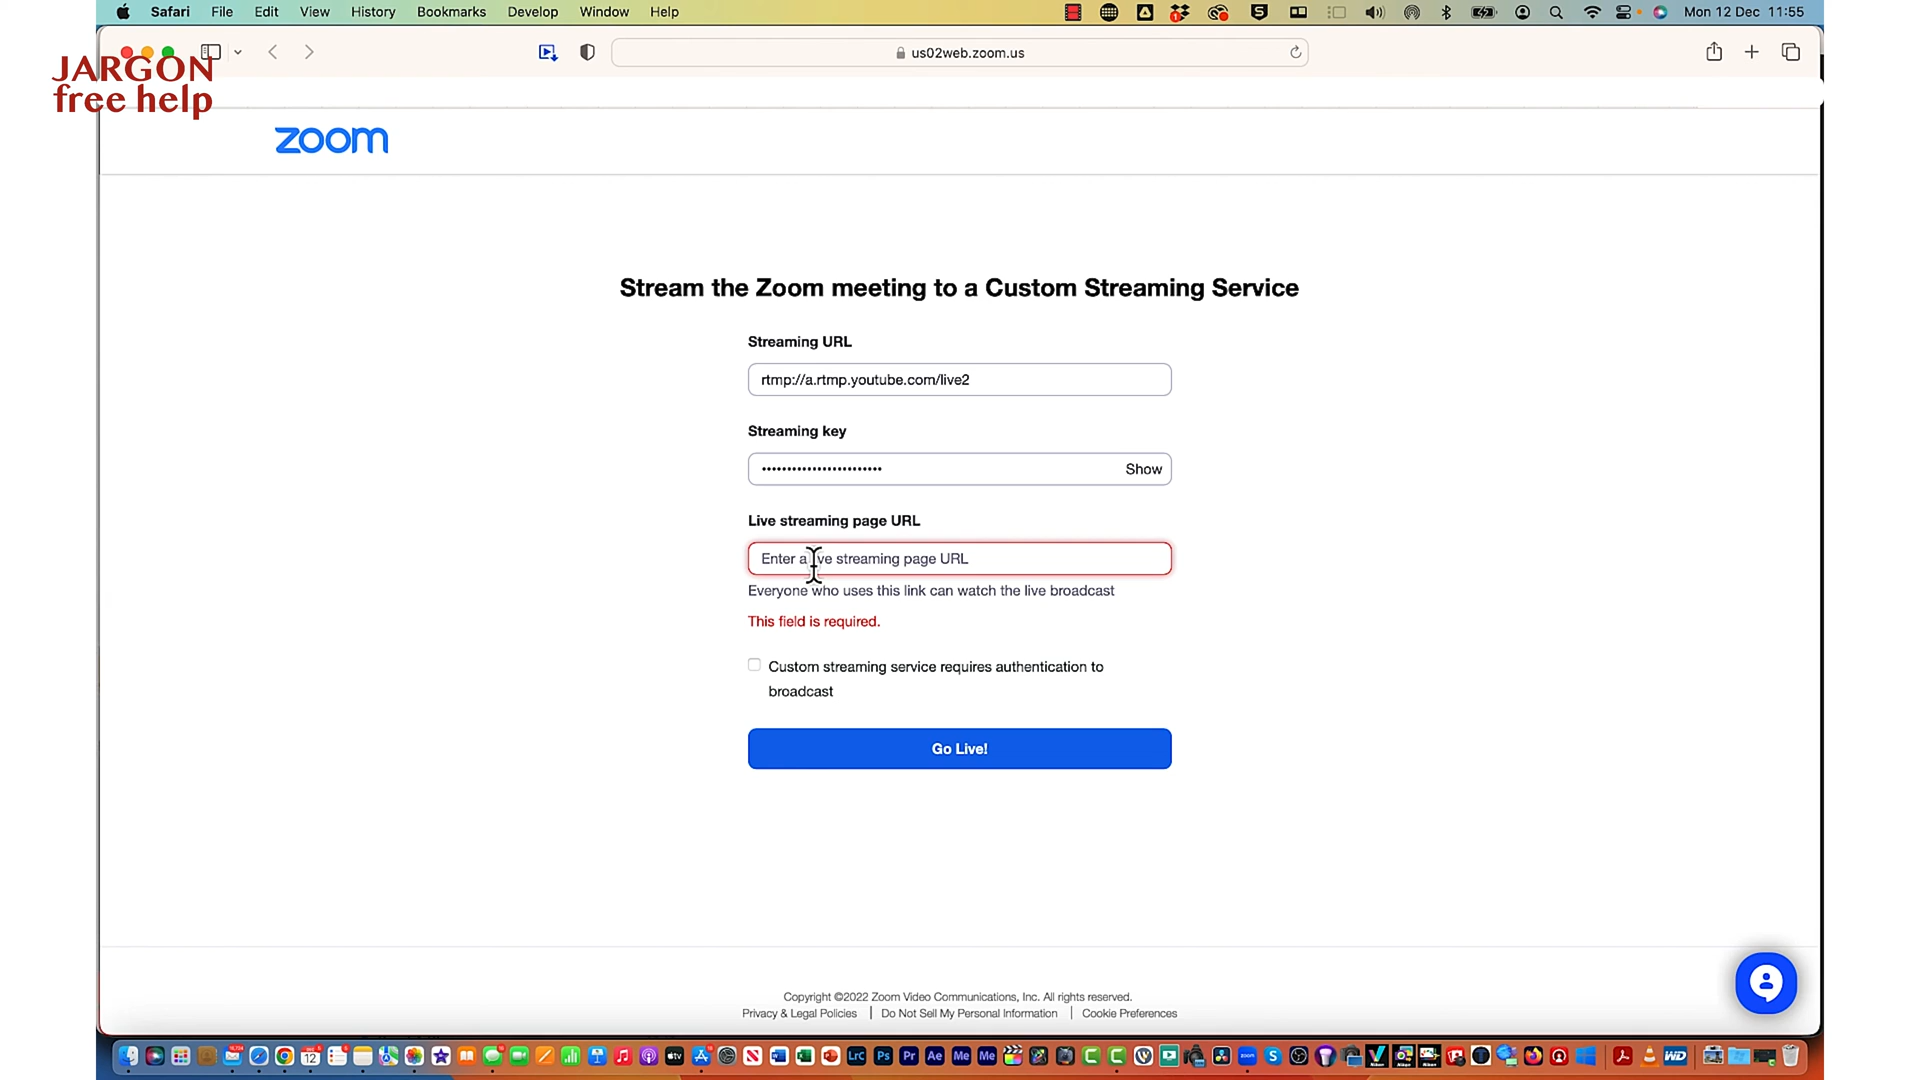 Safari File Edit View History Bookmarks Develop Window Help Mon 12 Dec 11:55
us02web.zoom.us
JARGON
free help
zoom
Stream the Zoom meeting to a Custom Streaming Service
Streaming URL
rtmp://a.rtmp.youtube.com/live2
Streaming key
Show
Live streaming page URL
Enter a live streaming page URL
Everyone who uses this link can watch the live broadcast
This field is required.
Custom streaming service requires authentication to
broadcast
Go Live!
Copyright ©2022 Zoom Video Communications, Inc. All rights reserved.
Privacy & Legal Policies | Do Not Sell My Personal Information | Cookie Preferences